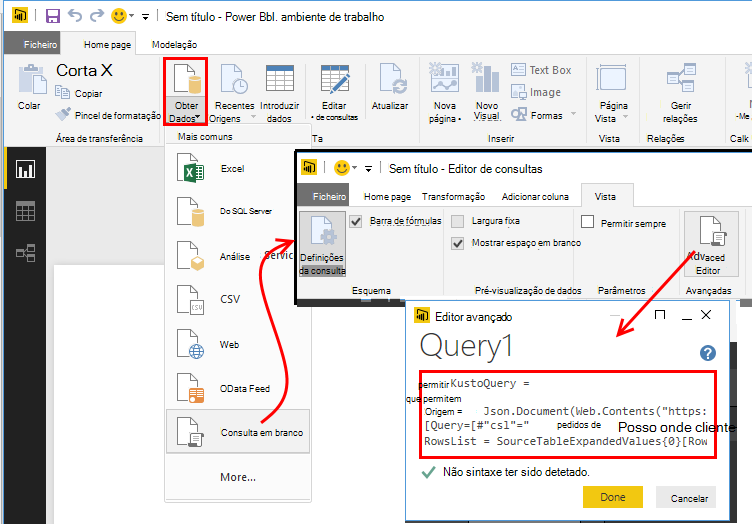 Sem título - Power Bbl. ambiente de trabalho
Ficheiro Home page Modelação
Colar
Corta X
Copiar
Pincel de formatação
Área de transferência
Obter Dados
Recentes Origens
Introduzir dados
Editar
de consultas
Ta
Atualizar
Nova página
Novo Visual
Text Box
Image
Formas
Inserir
Página Vista
Vista
Gerir relações
Relações
-Me
Calk
Mais comuns
Excel
Do SQL Server
Análise Servic
CSV
Web
OData Feed
Consulta em branco
More...
Sem título - Editor de consultas
Ficheiro Home page Transformação Adicionar coluna Vista
Definições da consulta
Barra de fórmulas
Esquema
Largura fixa
Mostrar espaço em branco
Pré-visualização de dados
Permitir sempre
Parâmetros
AdVaced Editor
Avançadas
Editor avançado
Query1
?
permitir KustoQuery =
que permitem
Origem = Json.Document(Web.Contents("https:
[Query=[#"csl"=" pedidos de Posso onde cliente
RowsList = SourceTableExpandedValues{0}[Row
Não sintaxe ter sido detetado.
Done Cancelar